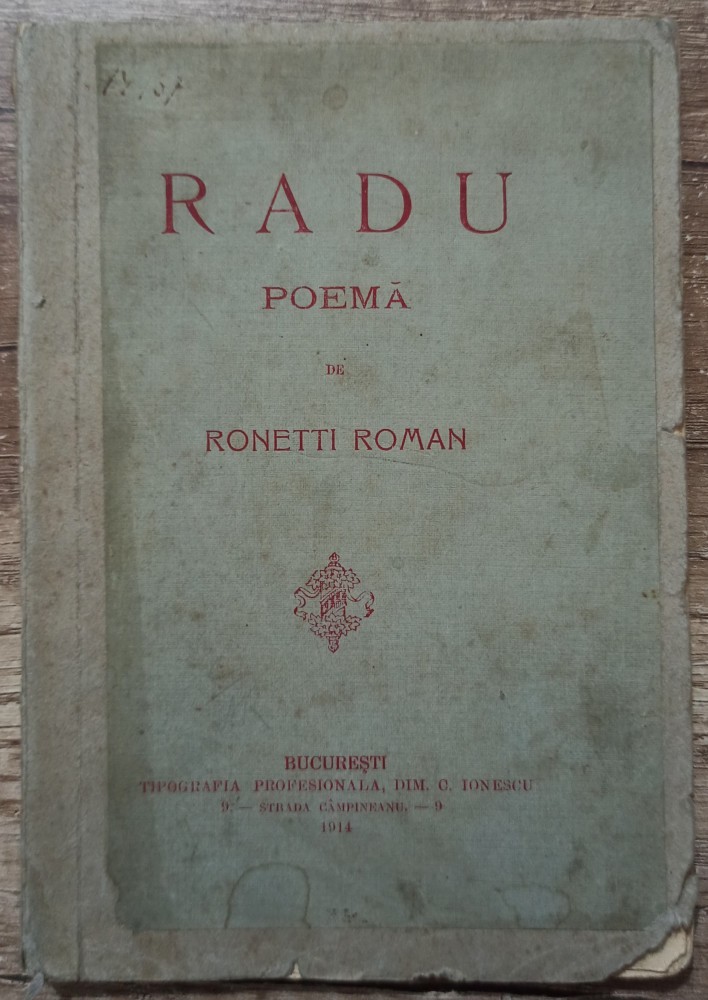 RADU
POEMĂ
DE
RONETTI ROMAN
BUCUREȘTI
TIPOGRAFIA PROFESIONALA, DIM. C. IONESCU
9. — STRADA CÂMPINEANU, — 9
1914